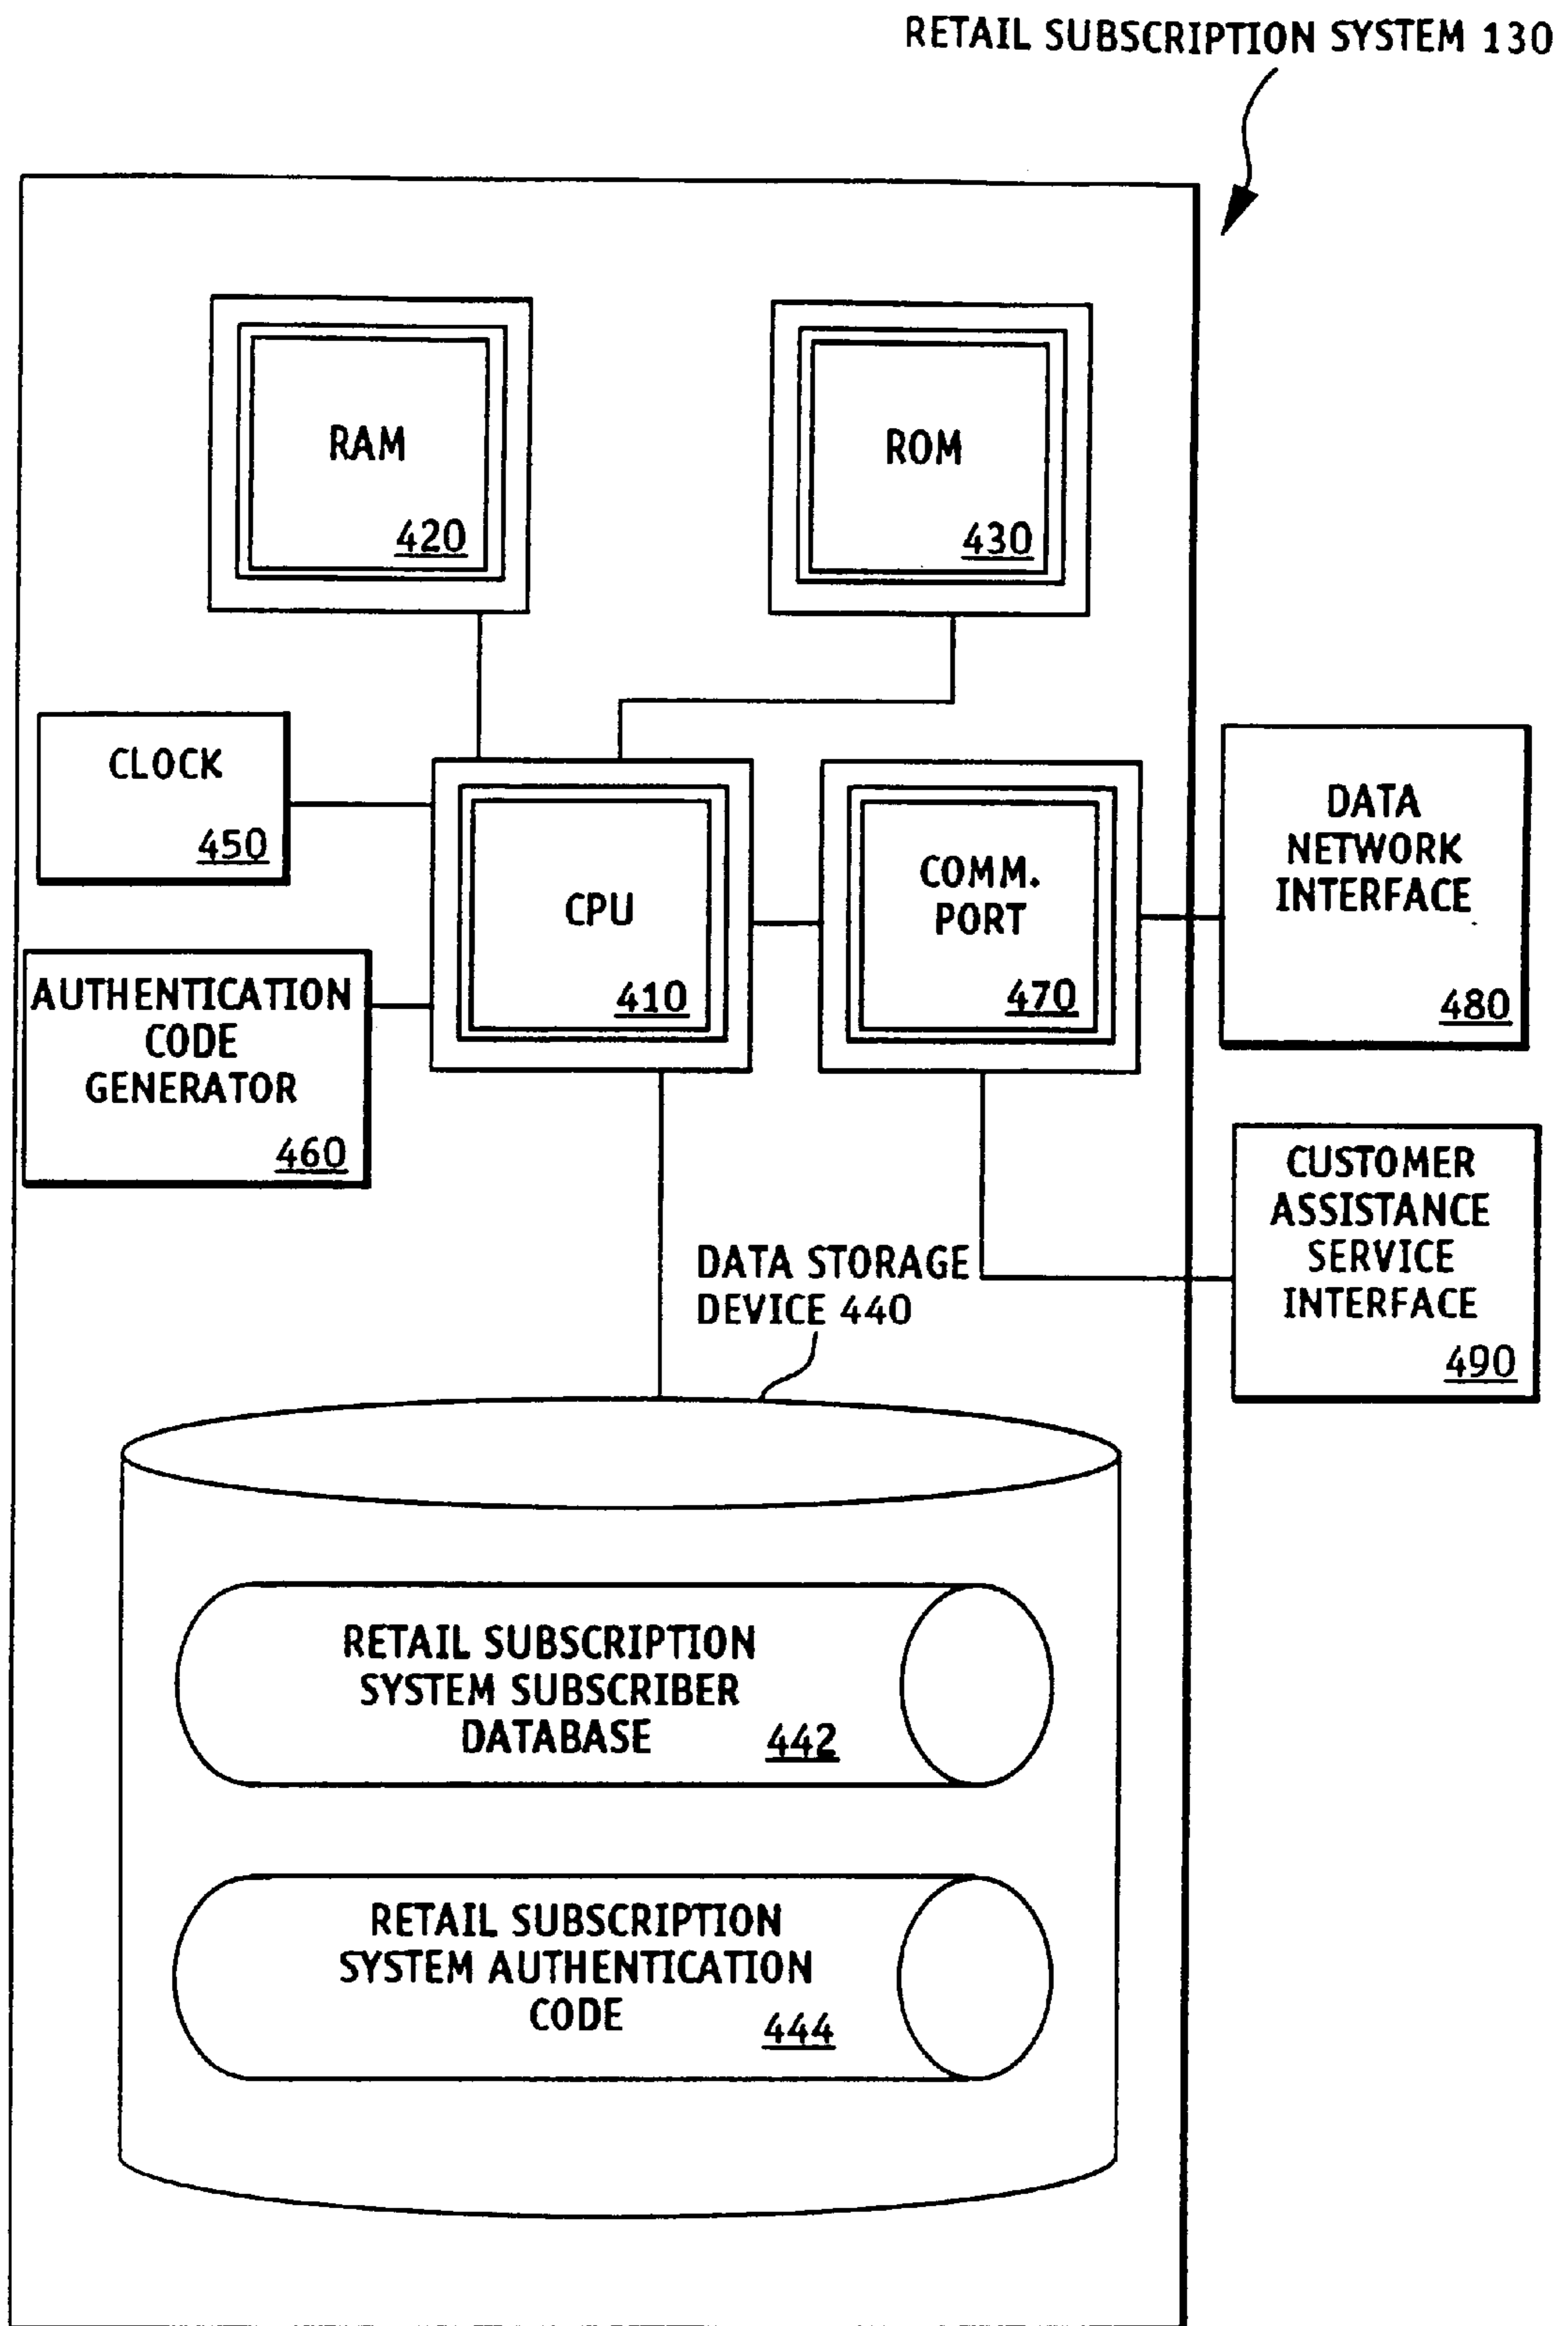 RETAIL SUBSCRIPTION SYSTEM 130
RAM
420
ROM
430
CLOCK
450
CPU
410
COMM.
PORT
470
DATA
NETWORK
INTERFACE
480
AUTHENTICATION
CODE
GENERATOR
460
CUSTOMER
ASSISTANCE
SERVICE
INTERFACE
490
DATA STORAGE
DEVICE 440
RETAIL SUBSCRIPTION
SYSTEM SUBSCRIBER
DATABASE
442
RETAIL SUBSCRIPTION
SYSTEM AUTHENTICATION
CODE
444